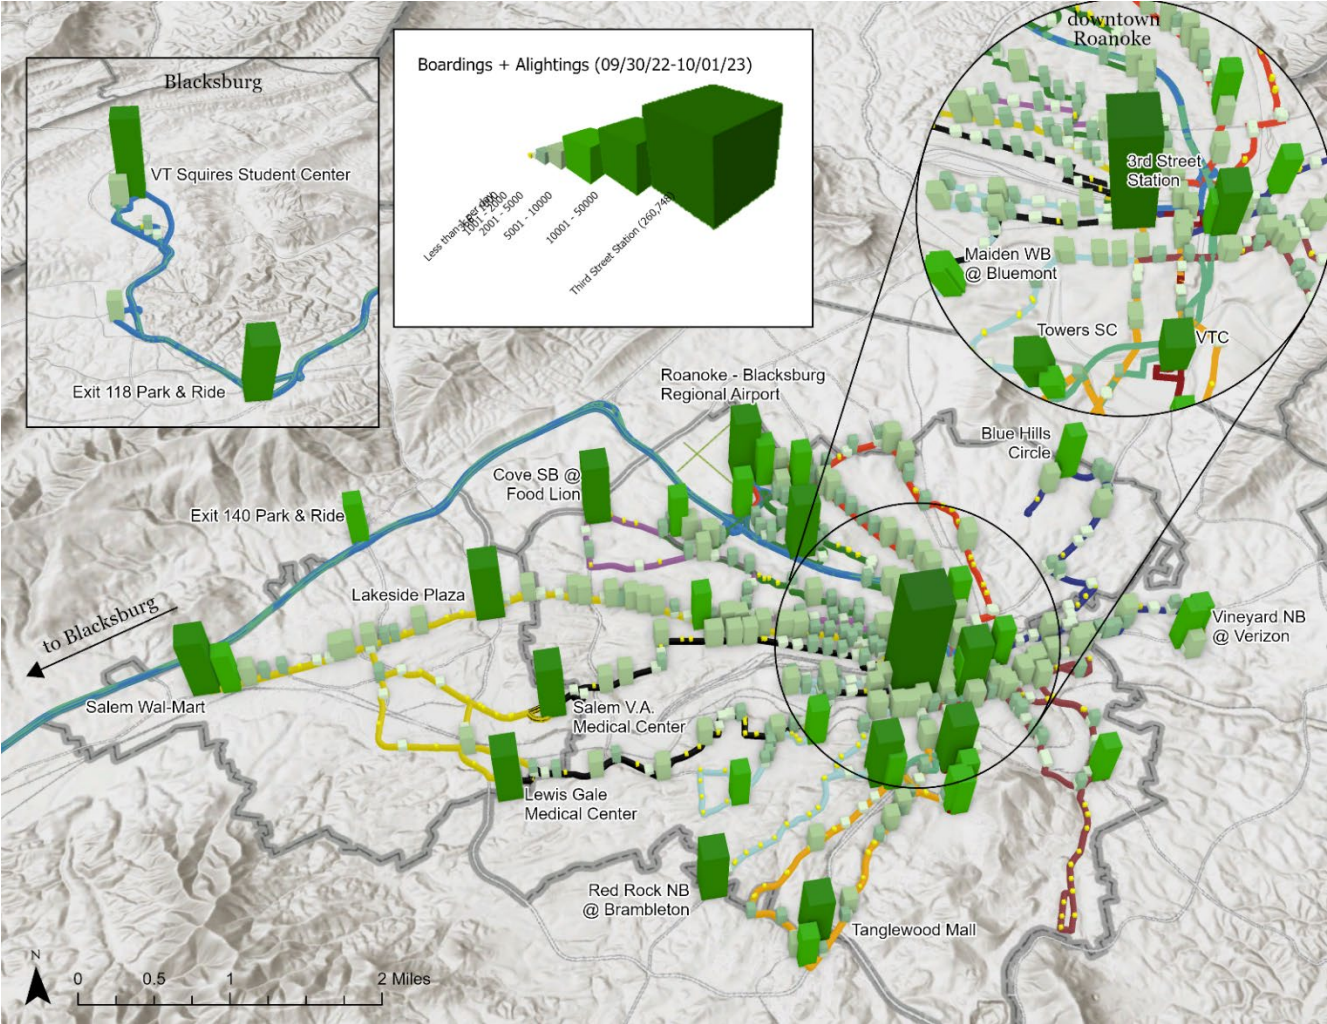 Blacksburg
VT Squires Student Center
Exit 118 Park & Ride
Boardings + Alightings (09/30/22-10/01/23)
Less than
1001 - 2000
2001 - 5000
5001 - 10000
10001 - 50000
Third Street Station (260,748)
downtown
Roanoke
3rd Street
Station
Maiden WB
@ Bluemont
Towers SC
VTC
Roanoke - Blacksburg
Regional Airport
Blue Hills
Circle
Cove SB @
Food Lion
Exit 140 Park & Ride
Lakeside Plaza
to Blacksburg
Vineyard NB
@ Verizon
Salem Wal-Mart
Salem V.A.
Medical Center
Lewis Gale
Medical Center
Red Rock NB
@ Brambleton
Tanglewood Mall
N
0 0.5 1 2 Miles